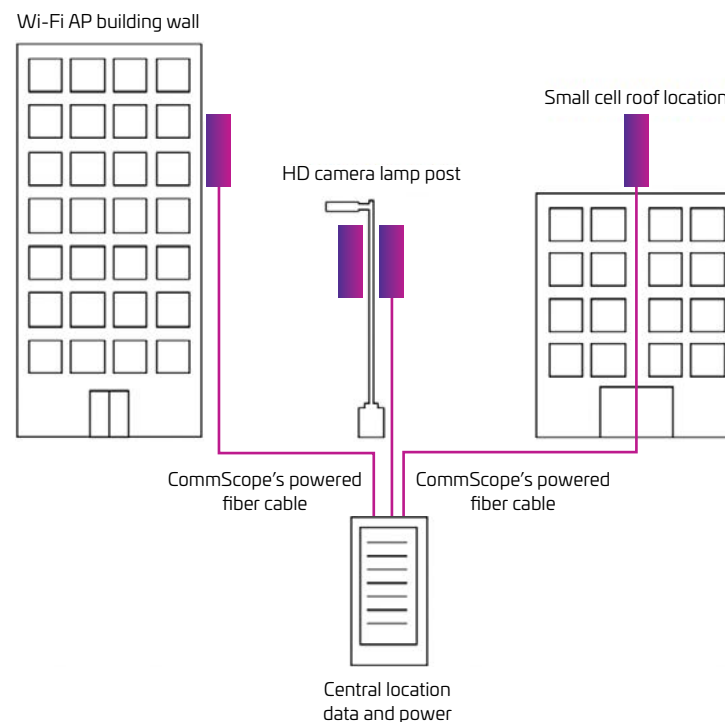 Wi-Fi AP building wall
Small cell roof location
HD camera lamp post
CommScope’s powered
fiber cable
CommScope’s powered
fiber cable
Central location
data and power